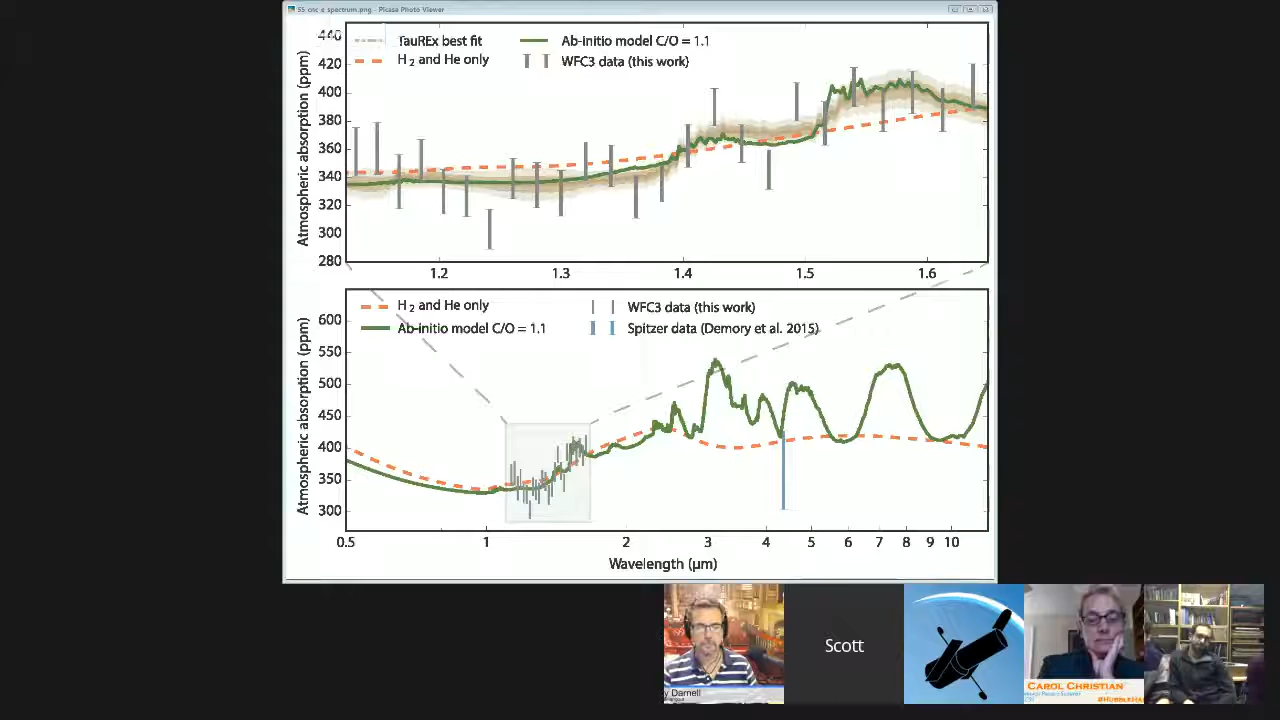 55 cnc e spectrum.png - Picasa Photo Viewer
TauREx best fit
Ab-initio model C/O = 1.1
H2 and He only
WFC3 data (this work)
Atmospheric absorption (ppm)
440
420
400
380
360
340
320
300
280
1.2 1.3 1.4 1.5 1.6
H2 and He only
WFC3 data (this work)
Ab-initio model C/O = 1.1
Spitzer data (Demory et al. 2015)
Atmospheric absorption (ppm)
600
550
500
450
400
350
300
0.5 1 2 3 4 5 6 7 8 9 10
Wavelength (µm)
Scott
y Darnell
CAROL CHRISTIAN